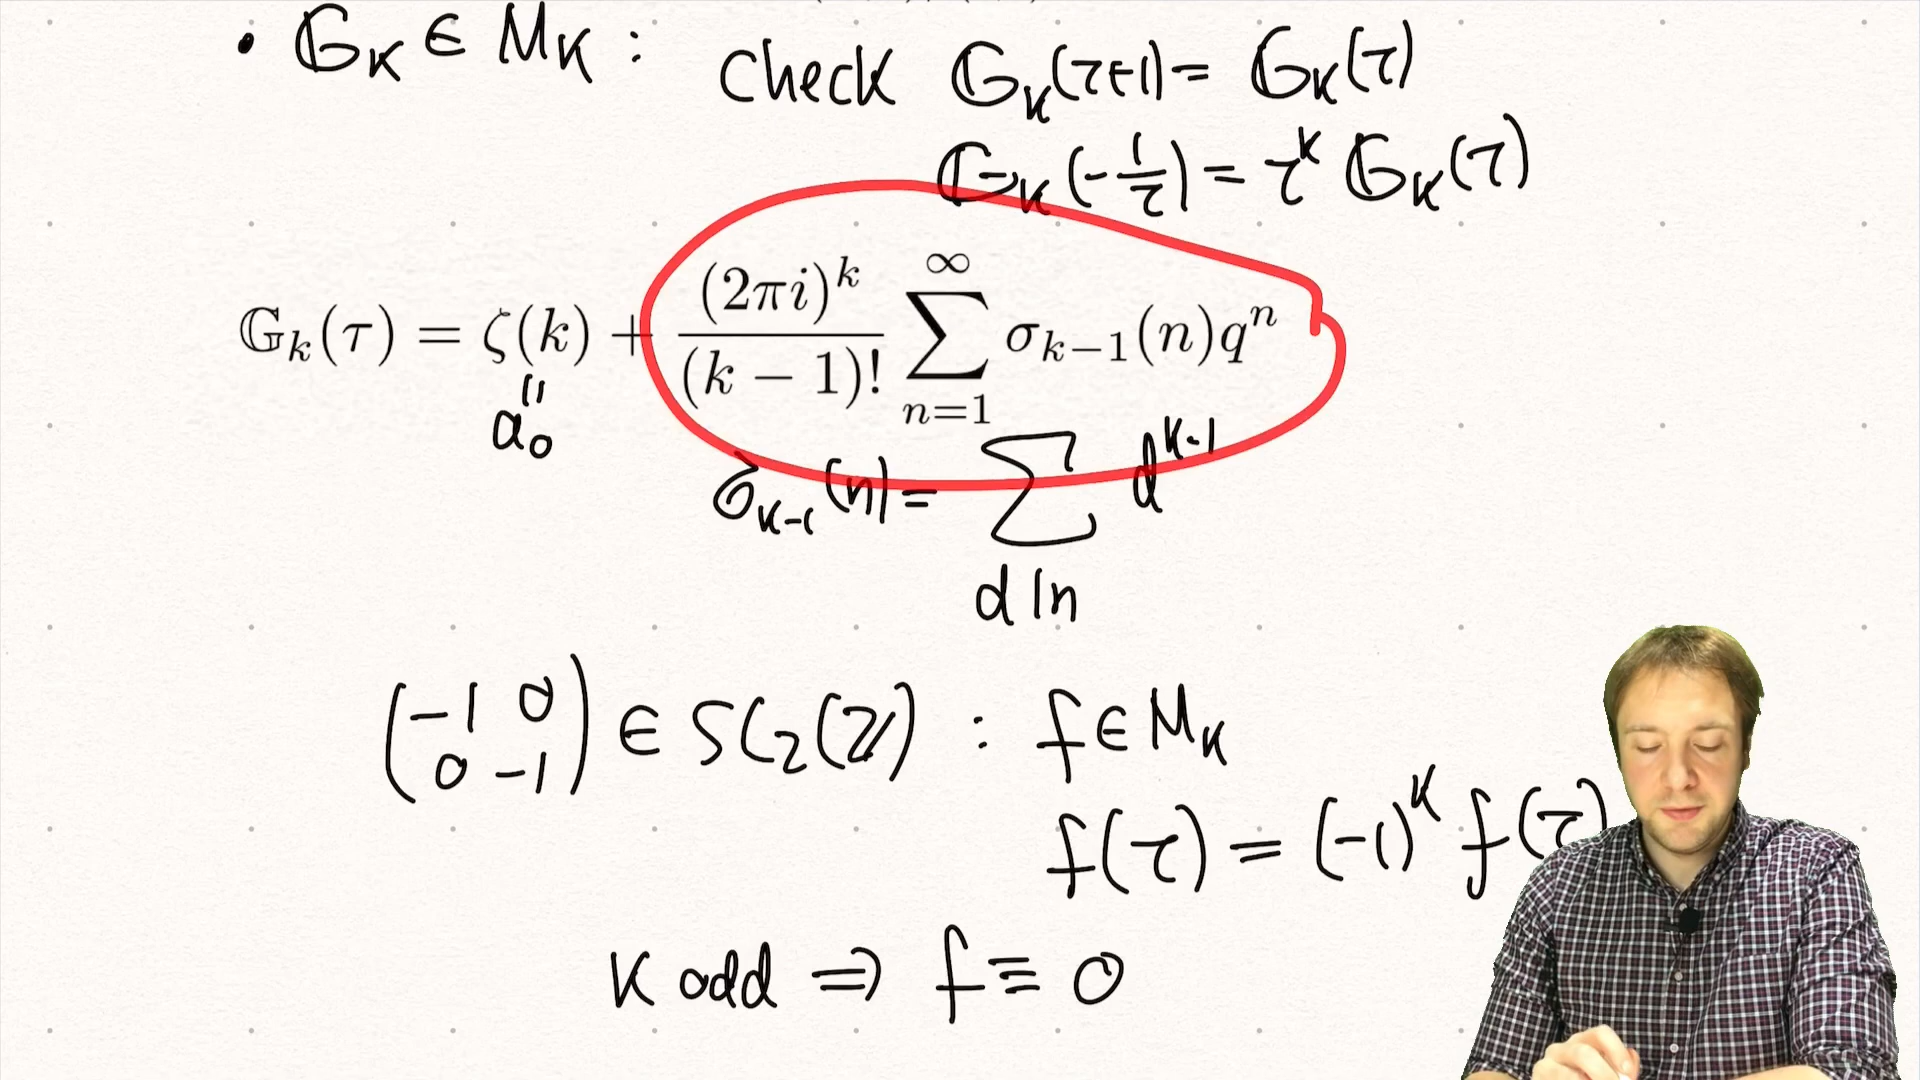 • 𝔾ₖ ∈ Mₖ : Check 𝔾ₖ(τ+1) = 𝔾ₖ(τ)
𝔾ₖ(-1/τ) = τᵏ 𝔾ₖ(τ)
𝔾ₖ(τ) = ζ(k) + (2πi)ᵏ/(k − 1)! ∑_{n=1}^{∞} σₖ₋₁(n)qⁿ
" a₀
σₖ₋₁(n) = ∑_{d|n} dᵏ⁻¹
(-1 0
0 -1) ∈ SL₂(ℤ) : f ∈ Mₖ
f(τ) = (-1)ᵏ f(τ)
k odd ⇒ f ≡ 0